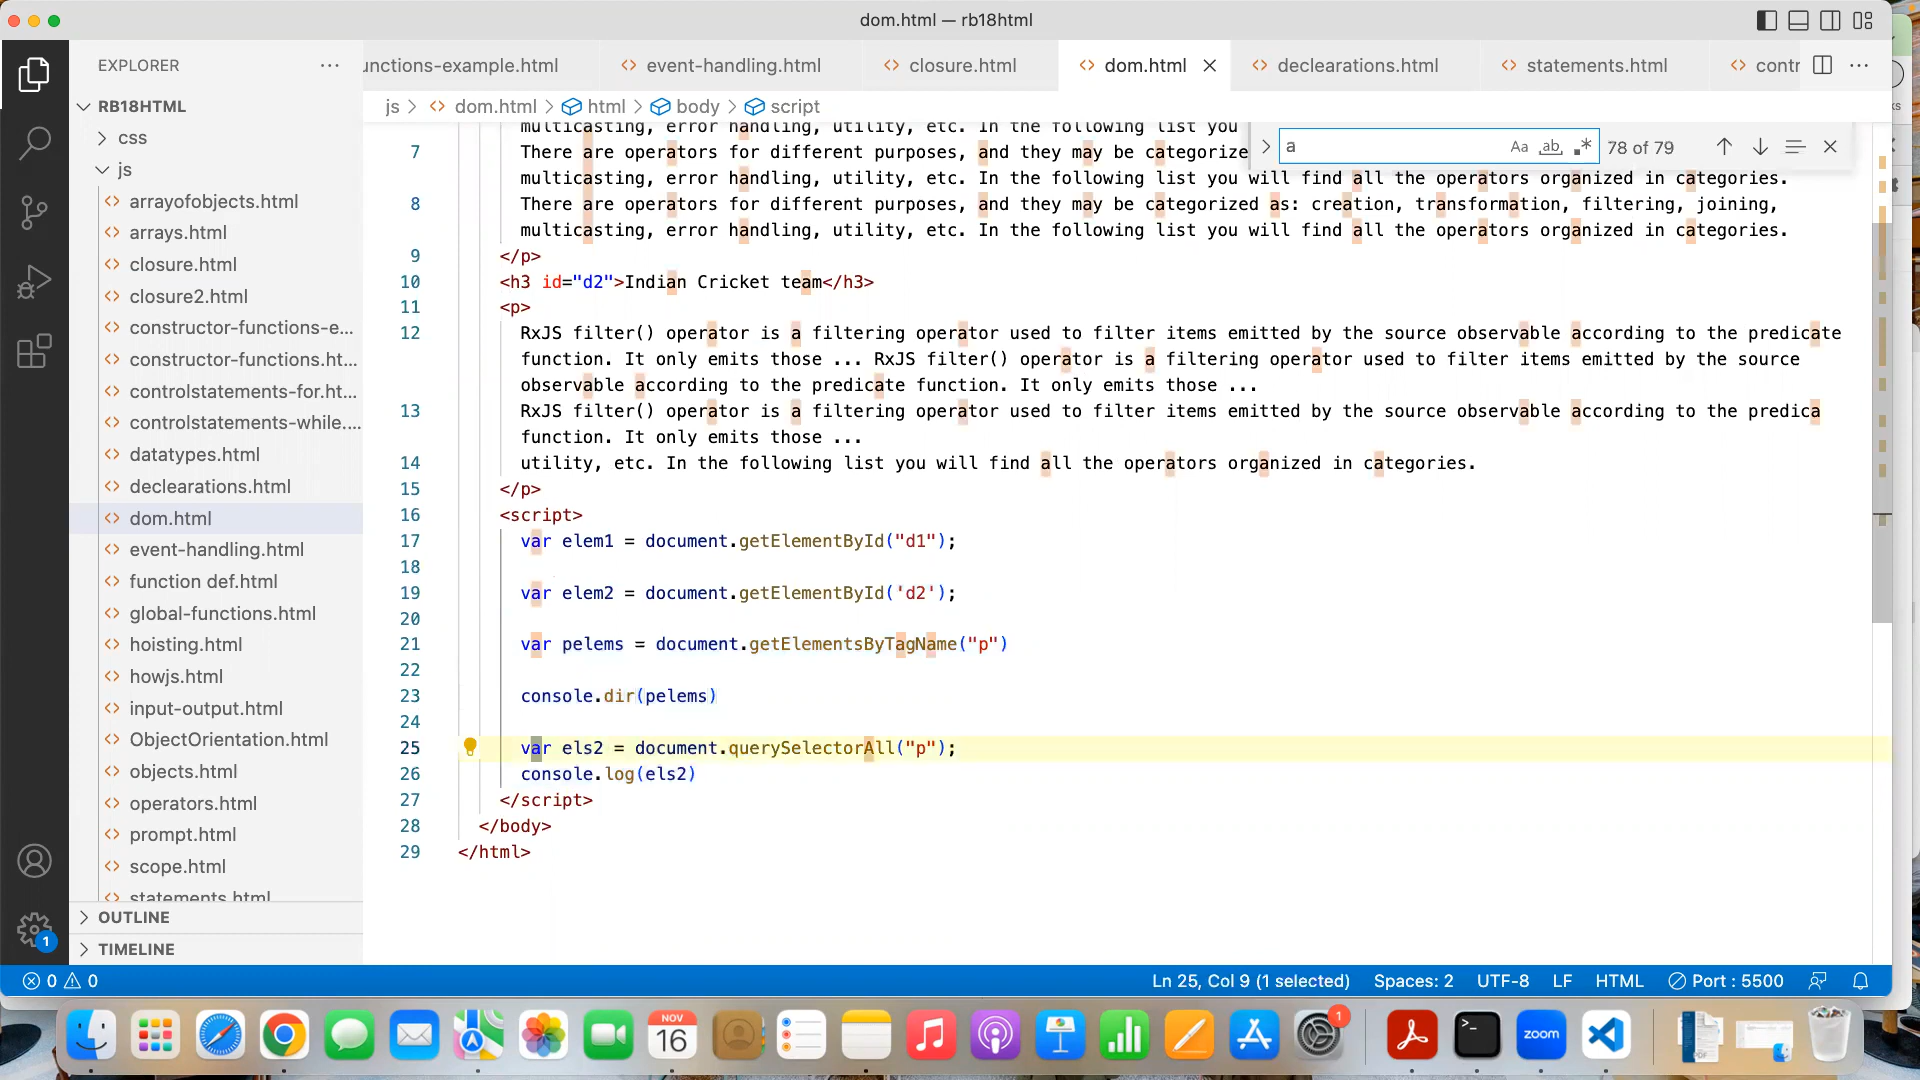 dom.html — rb18html
EXPLORER
unctions-example.html
event-handling.html
closure.html
dom.html
declearations.html
statements.html
contr
RB18HTML
css
js
arrayofobjects.html
arrays.html
closure.html
closure2.html
constructor-functions-e...
constructor-functions.ht...
controlstatements-for.ht...
controlstatements-while....
datatypes.html
declearations.html
dom.html
event-handling.html
function def.html
global-functions.html
hoisting.html
howjs.html
input-output.html
ObjectOrientation.html
objects.html
operators.html
prompt.html
scope.html
statements.html
OUTLINE
TIMELINE
js > dom.html > html > body > script
a
Aa ab .*
78 of 79
multicasting, error handling, utility, etc. In the following list you
7 There are operators for different purposes, and they may be categorize
multicasting, error handling, utility, etc. In the following list you will find all the operators organized in categories.
8 There are operators for different purposes, and they may be categorized as: creation, transformation, filtering, joining,
multicasting, error handling, utility, etc. In the following list you will find all the operators organized in categories.
9 </p>
10 <h3 id="d2">Indian Cricket team</h3>
11 <p>
12 RxJS filter() operator is a filtering operator used to filter items emitted by the source observable according to the predicate
function. It only emits those ... RxJS filter() operator is a filtering operator used to filter items emitted by the source
observable according to the predicate function. It only emits those ...
13 RxJS filter() operator is a filtering operator used to filter items emitted by the source observable according to the predica
function. It only emits those ...
14 utility, etc. In the following list you will find all the operators organized in categories.
15 </p>
16 <script>
17 var elem1 = document.getElementById("d1");
18
19 var elem2 = document.getElementById('d2');
20
21 var pelems = document.getElementsByTagName("p")
22
23 console.dir(pelems)
24
25 var els2 = document.querySelectorAll("p");
26 console.log(els2)
27 </script>
28 </body>
29 </html>
1
0 0
Ln 25, Col 9 (1 selected)
Spaces: 2
UTF-8
LF
HTML
Port : 5500
NOV
16
1
zoom